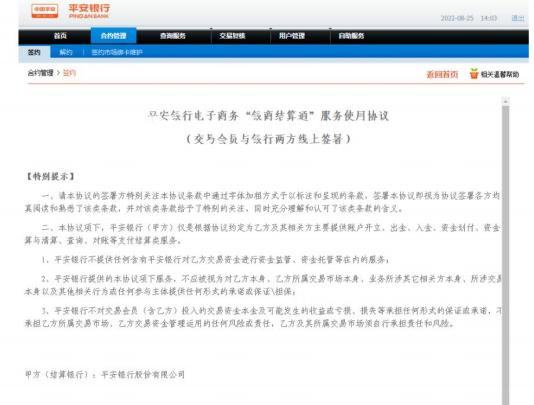 中国平安
平安银行
PINGAN BANK
2022-08-25 14:03 退出
首页 合约管理 查询服务 交易复核 用户管理 自助服务
签约 解约 签约市场绑卡维护
合约管理 > 签约 返回首页 相关温馨帮助
平安银行电子商务“银商结算通”服务使用协议
（交易会员与银行两方线上签署）
【特别提示】
一、请本协议的签署方特别关注本协议条款中通过字体加粗方式予以标注和呈现的条款，签署本协议即视为协议签署各方均
真阅读和熟悉了该类条款，并对该类条款给予了特别的关注，同时充分理解和认可了该类条款的含义。
二、本协议项下，平安银行（甲方）仅是根据协议约定为乙方及其相关方主要提供账户开立、出金、入金、资金划付、资金
算与清算、查询、对账等支付结算类服务。
1、平安银行不提供任何含有平安银行对乙方交易资金进行资金监管、资金托管等在内的服务；
2、平安银行提供的本协议项下服务，不应被视为对乙方本身、乙方所属交易市场本身、业务所涉其它相关方本身、所涉交易
本身以及其他相关行为或任何参与主体提供任何形式的承诺或保证\担保；
3、平安银行不对交易会员（含乙方）投入的资金本金及可能发生的收益或亏损、损失等承担任何形式的保证或承诺，不
承担乙方所属交易市场、乙方交易资金管理运用的任何风险或责任，乙方及其所属交易市场须自行承担责任和风险。
甲方（结算银行）：平安银行股份有限公司